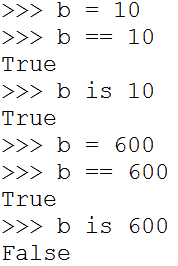 >>> b = 10
>>> b == 10
True
>>> b is 10
True
>>> b = 600
>>> b == 600
True
>>> b is 600
False